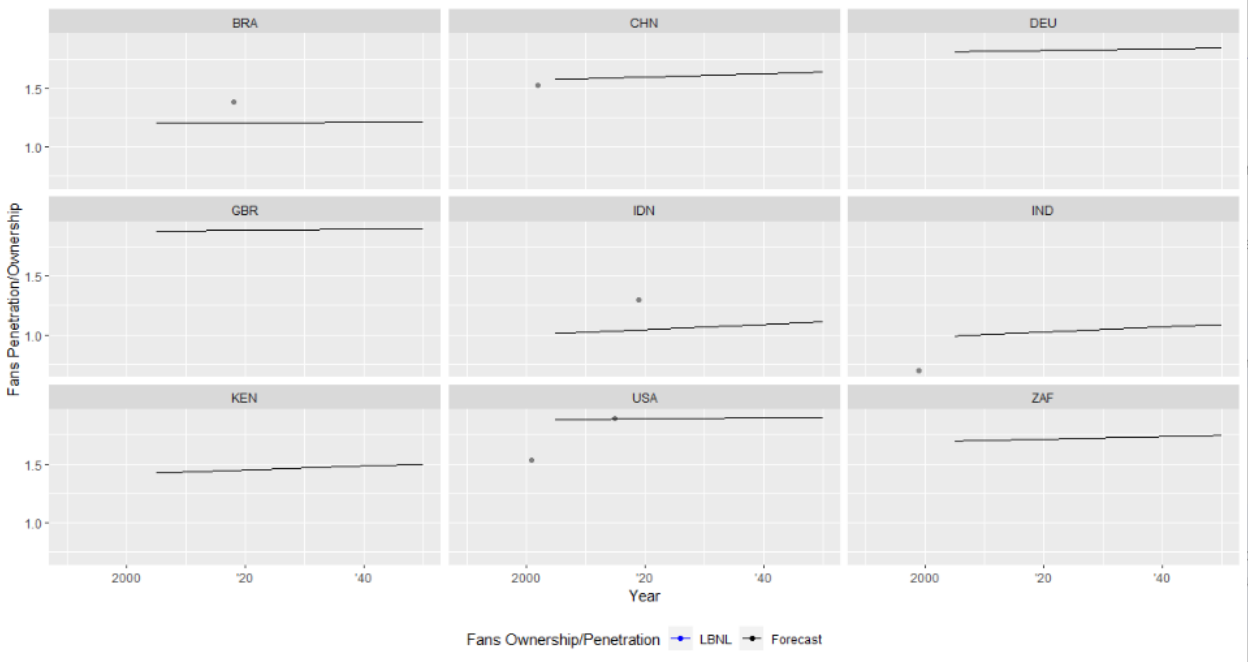 BRA CHN DEU
1.5
1.0
GBR IDN IND
1.5
1.0
KEN USA ZAF
1.5
1.0
2000 '20 '40 2000 '20 '40 2000 '20 '40
Fans Penetration/Ownership
Year
Fans Ownership/Penetration LBNL Forecast